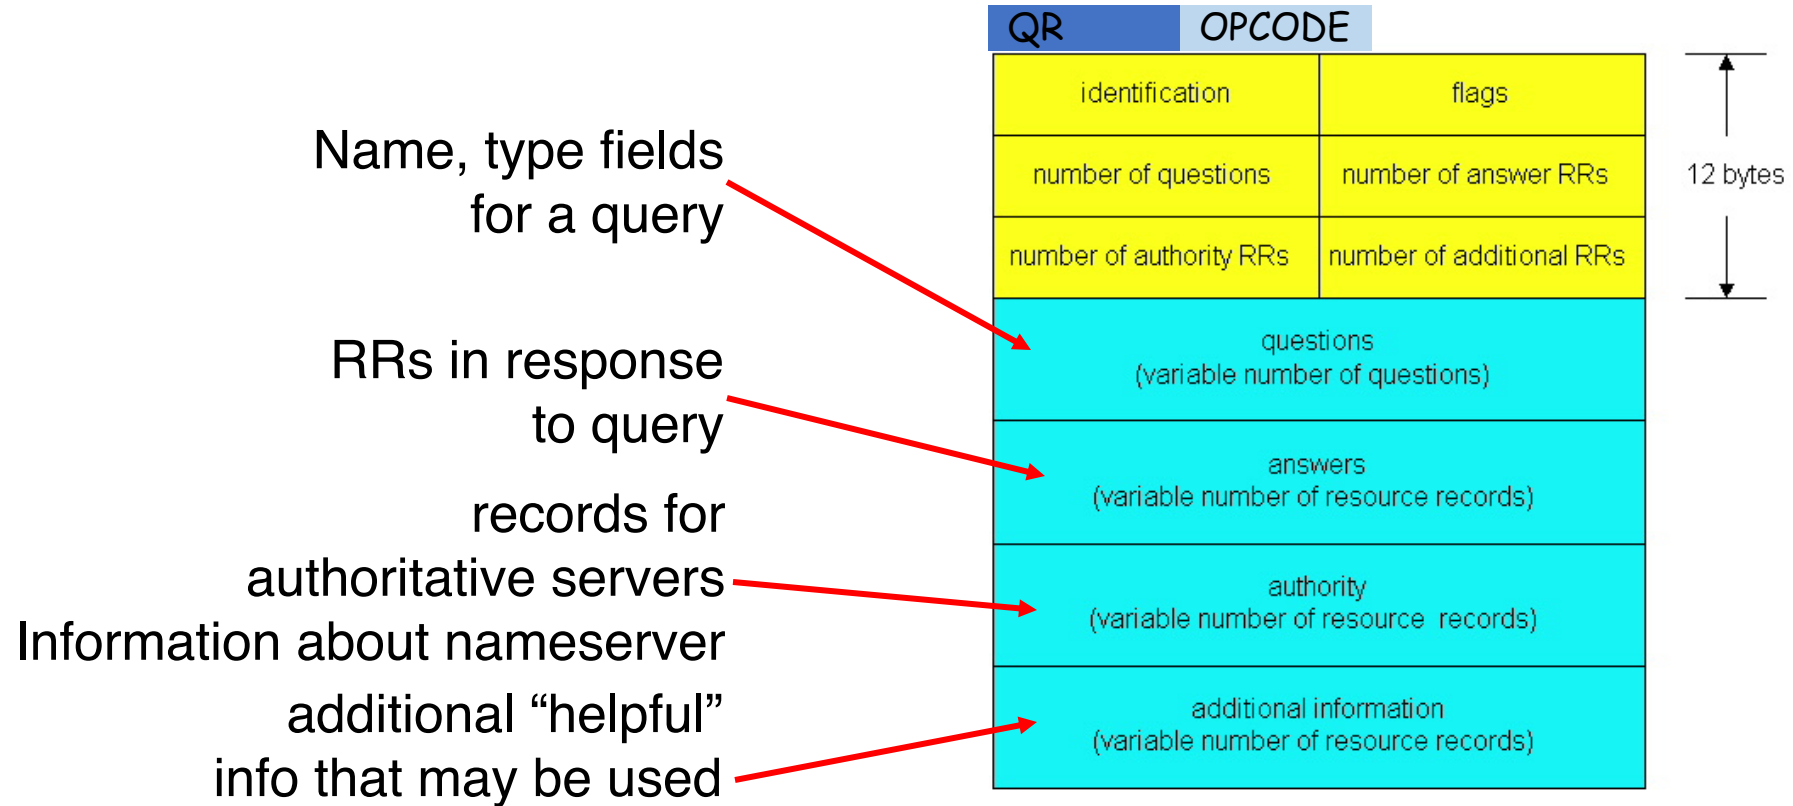 QR OPCODE
identification flags
Name, type fields
for a query
number of questions number of answer RRs
12 bytes
number of authority RRs number of additional RRs
questions
(variable number of questions)
RRs in response
to query
answers
(variable number of resource records)
records for
authoritative servers
Information about nameserver
authority
(variable number of resource records)
additional “helpful”
info that may be used
additional information
(variable number of resource records)